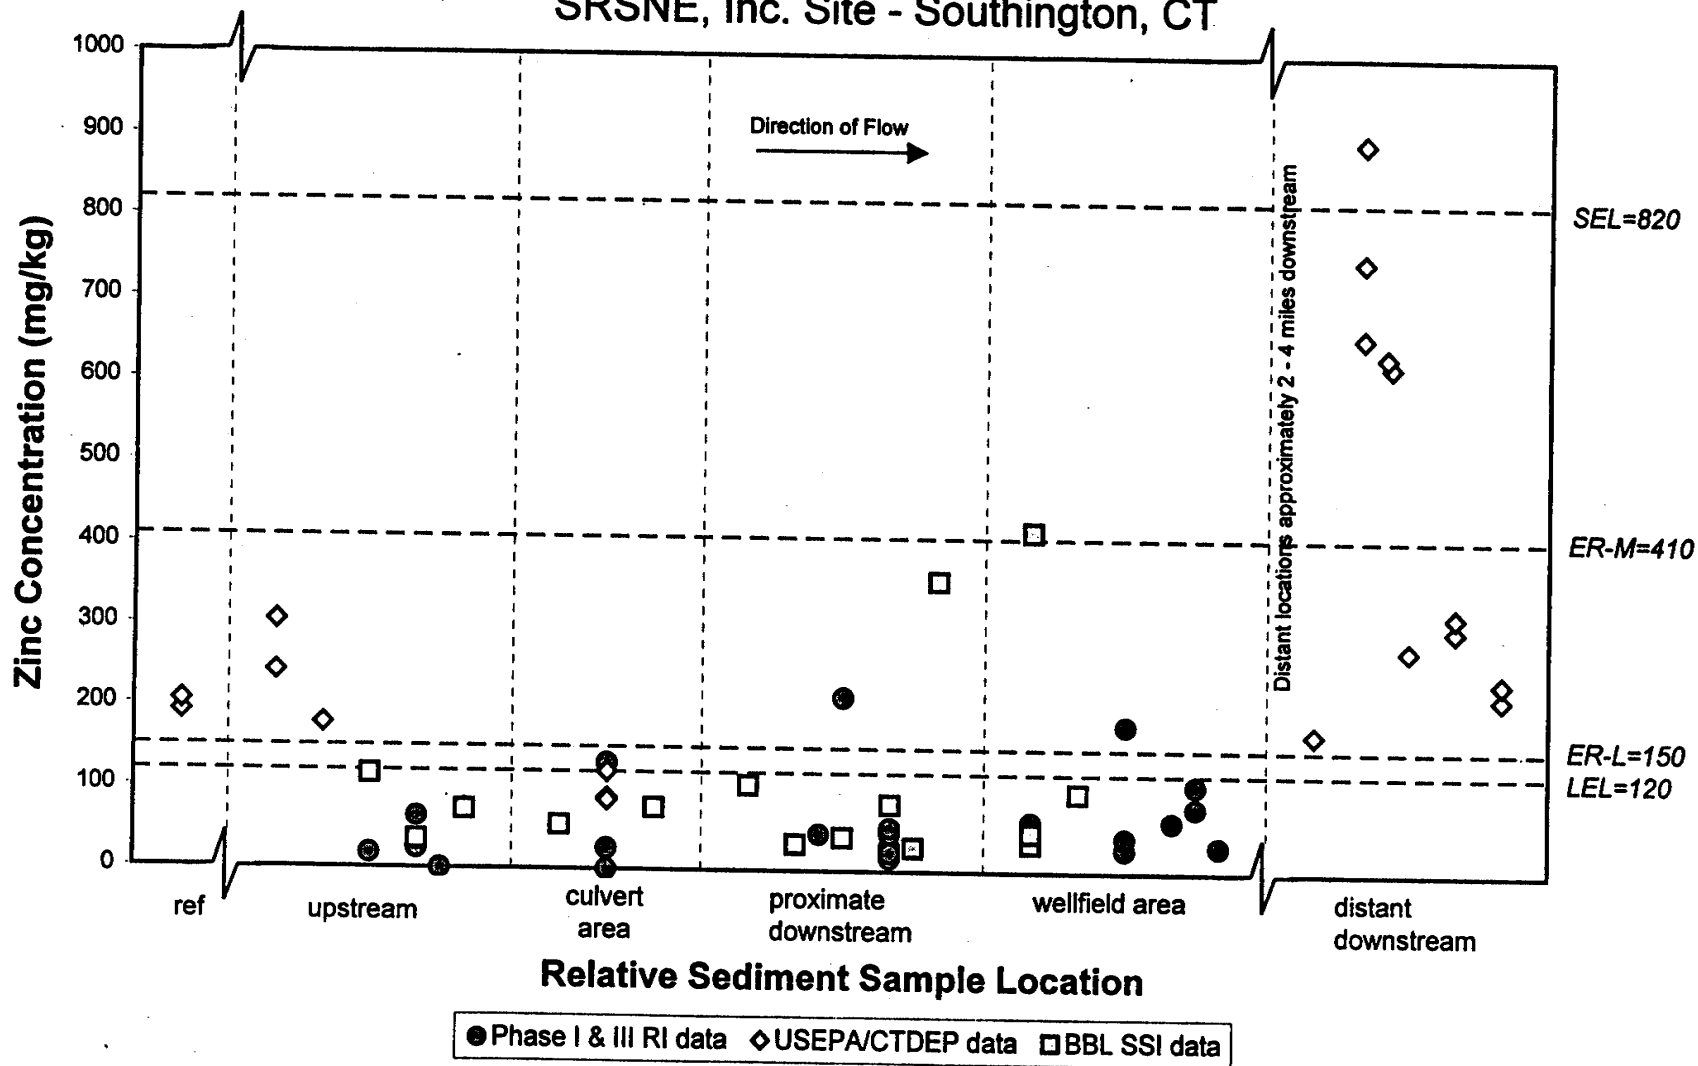 SRSNE, Inc. Site - Southington, CT
1000
900
800
700
600
500
400
300
200
100
0
Zinc Concentration (mg/kg)
Direction of Flow
Distant locations approximately 2 - 4 miles downstream
SEL=820
ER-M=410
ER-L=150
LEL=120
ref
upstream
culvert
area
proximate
downstream
wellfield area
distant
downstream
Relative Sediment Sample Location
Phase I & III RI data
USEPA/CTDEP data
BBL SSI data